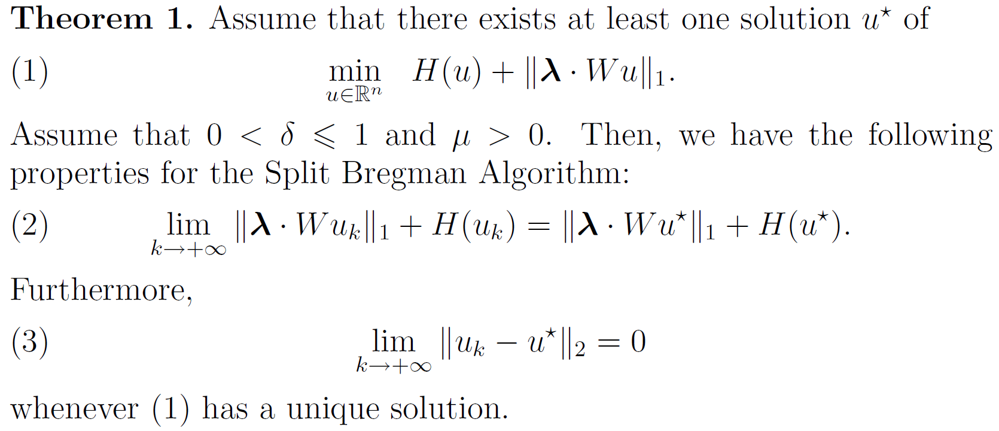 Theorem 1. Assume that there exists at least one solution $u^\star$ of
(1) $\min_{u \in \mathbb{R}^n} \quad H(u) + \|\boldsymbol{\lambda} \cdot Wu\|_1.$
Assume that $0 < \delta \leqslant 1$ and $\mu > 0$. Then, we have the following
properties for the Split Bregman Algorithm:
(2) $\lim_{k \to +\infty} \|\boldsymbol{\lambda} \cdot Wu_k\|_1 + H(u_k) = \|\boldsymbol{\lambda} \cdot Wu^\star\|_1 + H(u^\star).$
Furthermore,
(3) $\lim_{k \to +\infty} \|u_k - u^\star\|_2 = 0$
whenever (1) has a unique solution.